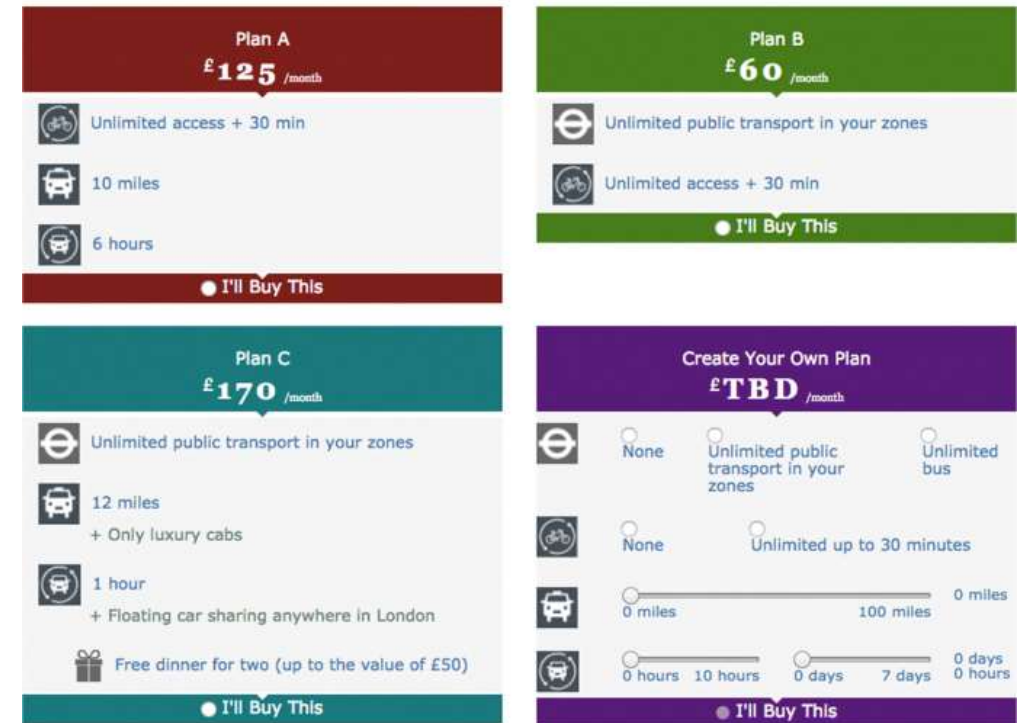 Plan A
£125 /month
Unlimited access + 30 min
10 miles
6 hours
I'll Buy This
Plan B
£60 /month
Unlimited public transport in your zones
Unlimited access + 30 min
I'll Buy This
Plan C
£170 /month
Unlimited public transport in your zones
12 miles
+ Only luxury cabs
1 hour
+ Floating car sharing anywhere in London
Free dinner for two (up to the value of £50)
I'll Buy This
Create Your Own Plan
£TBD /month
None
Unlimited public
transport in your
zones
Unlimited
bus
None
Unlimited up to 30 minutes
0 miles
100 miles
0 miles
0 hours
10 hours
0 days
7 days
0 days
0 hours
I'll Buy This